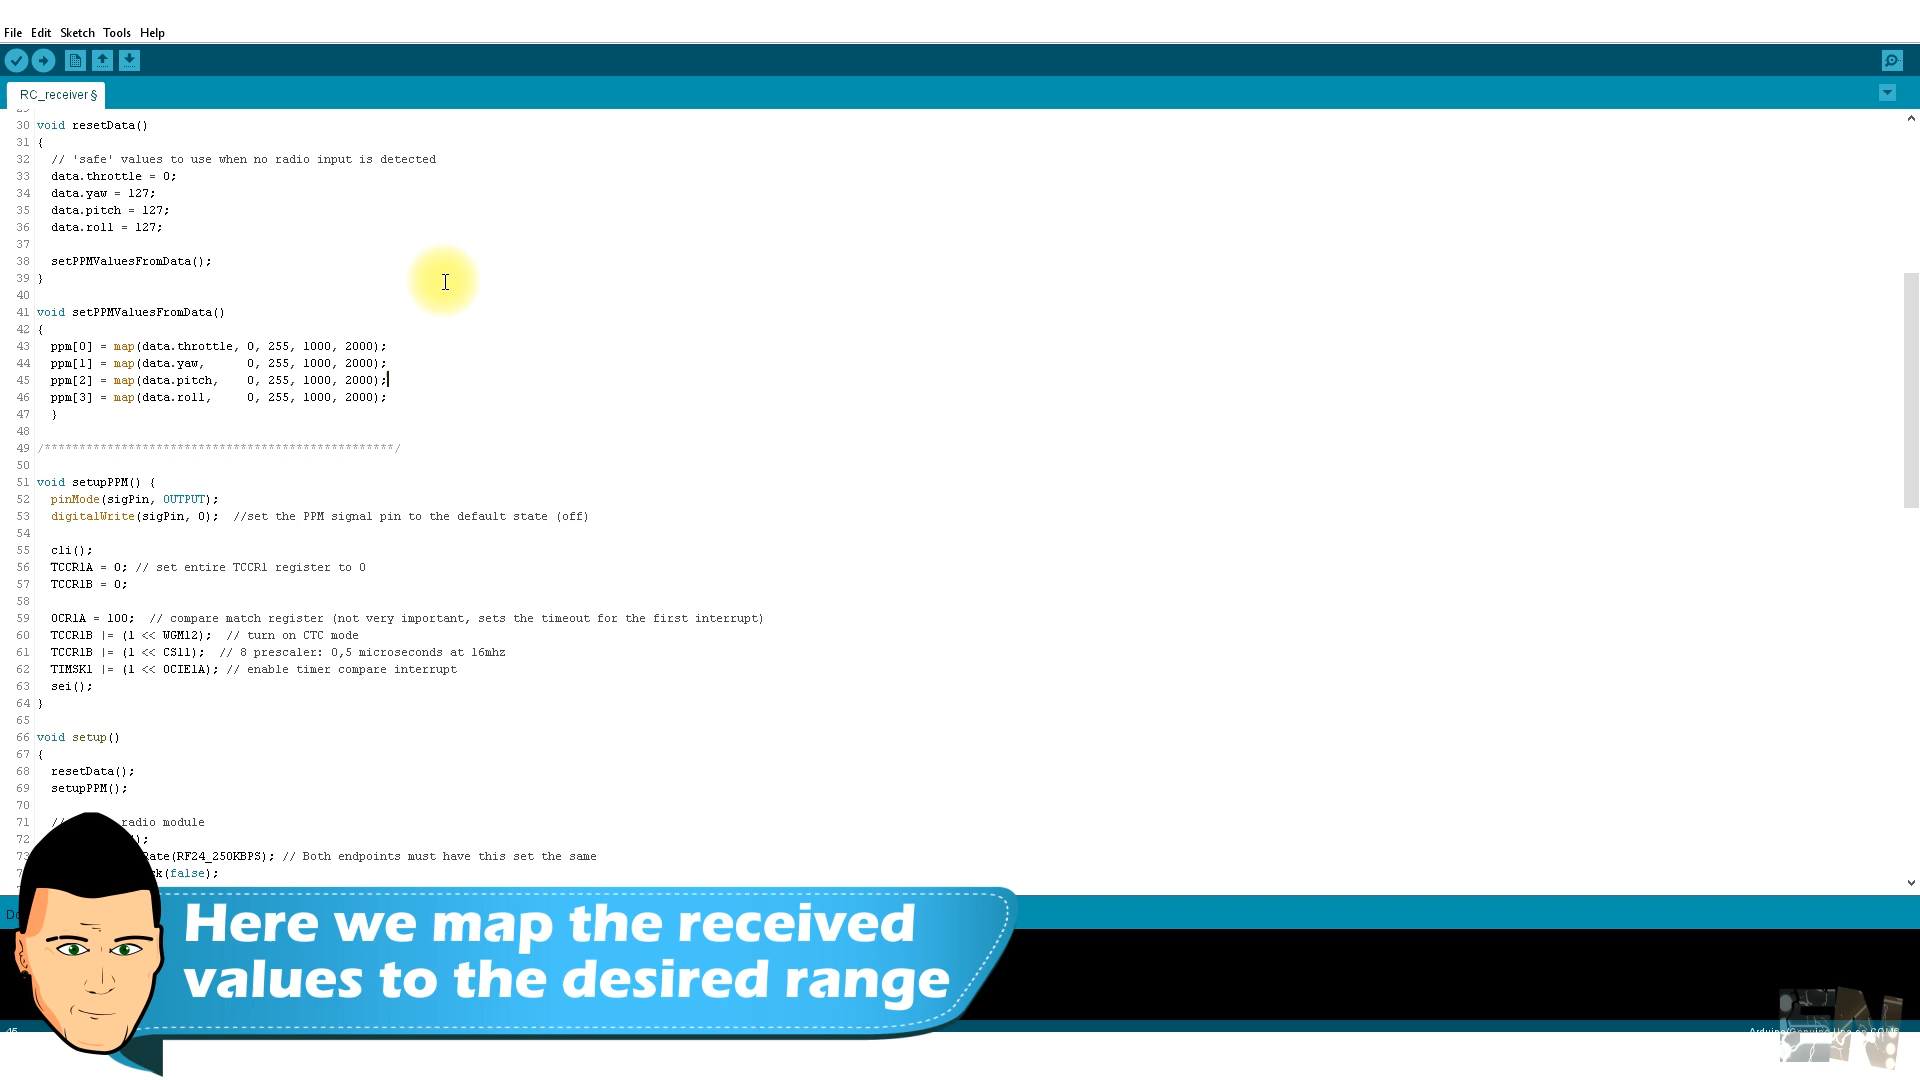 File Edit Sketch Tools Help
RC_receiver §
30 void resetData()
31 {
32 // 'safe' values to use when no radio input is detected
33 data.throttle = 0;
34 data.yaw = 127;
35 data.pitch = 127;
36 data.roll = 127;
37
38 setPPMValuesFromData();
39 }
40
41 void setPPMValuesFromData()
42 {
43 ppm[0] = map(data.throttle, 0, 255, 1000, 2000);
44 ppm[1] = map(data.yaw, 0, 255, 1000, 2000);
45 ppm[2] = map(data.pitch, 0, 255, 1000, 2000);
46 ppm[3] = map(data.roll, 0, 255, 1000, 2000);
47 }
48
49 /**************************************************/
50
51 void setupPPM() {
52 pinMode(sigPin, OUTPUT);
53 digitalWrite(sigPin, 0); //set the PPM signal pin to the default state (off)
54
55 cli();
56 TCCR1A = 0; // set entire TCCR1 register to 0
57 TCCR1B = 0;
58
59 OCR1A = 100; // compare match register (not very important, sets the timeout for the first interrupt)
60 TCCR1B |= (1 << WGM12); // turn on CTC mode
61 TCCR1B |= (1 << CS11); // 8 prescaler: 0,5 microseconds at 16mhz
62 TIMSK1 |= (1 << OCIE1A); // enable timer compare interrupt
63 sei();
64 }
65
66 void setup()
67 {
68 resetData();
69 setupPPM();
70
71 // radio module
72 );
73 Rate(RF24_250KBPS); // Both endpoints must have this set the same
k(false);
Here we map the received
values to the desired range
EN